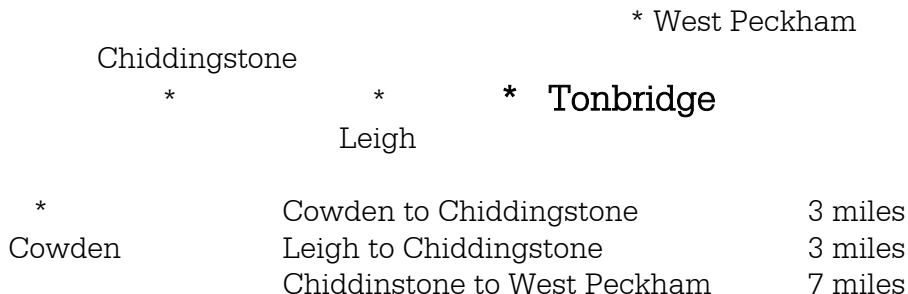 * West Peckham
Chiddingstone
* * * Tonbridge
Leigh
* Cowden to Chiddingstone 3 miles
Cowden Leigh to Chiddingstone 3 miles
Chiddinstone to West Peckham 7 miles